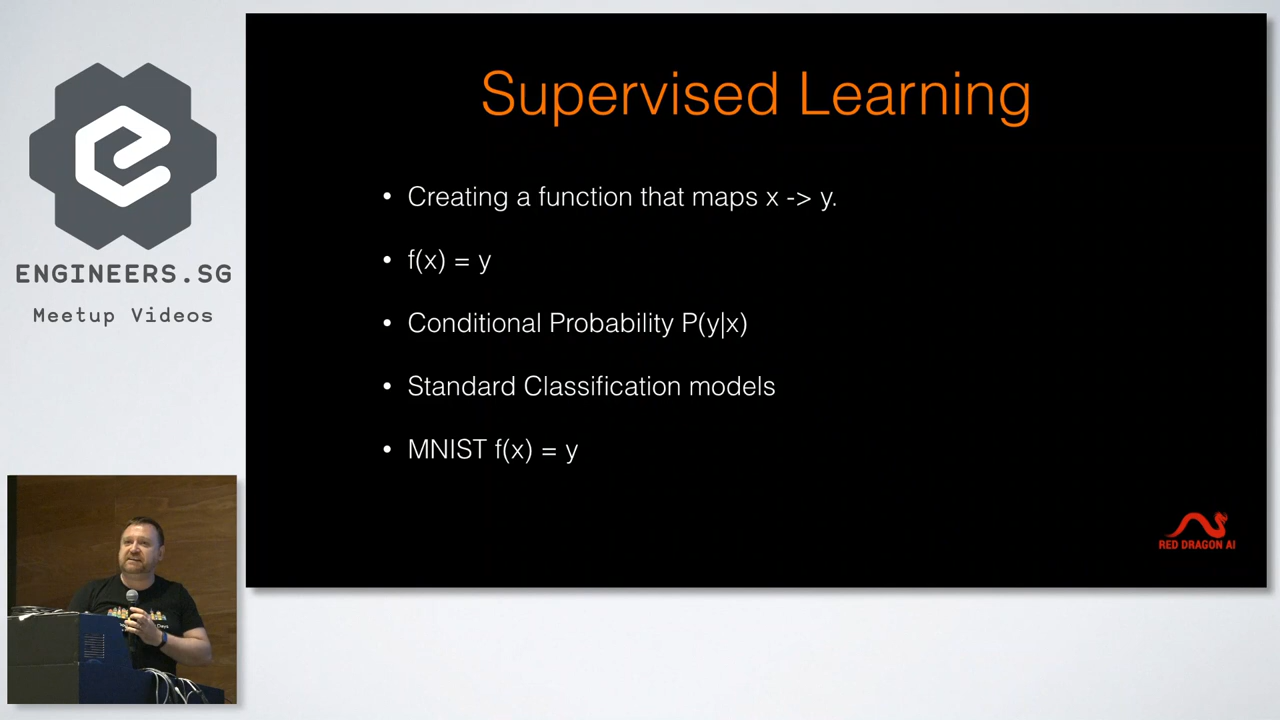 ENGINEERS.SG
Meetup Videos
Supervised Learning
• Creating a function that maps x -> y.
• f(x) = y
• Conditional Probability P(y|x)
• Standard Classification models
• MNIST f(x) = y
RED DRAGON AI
Days